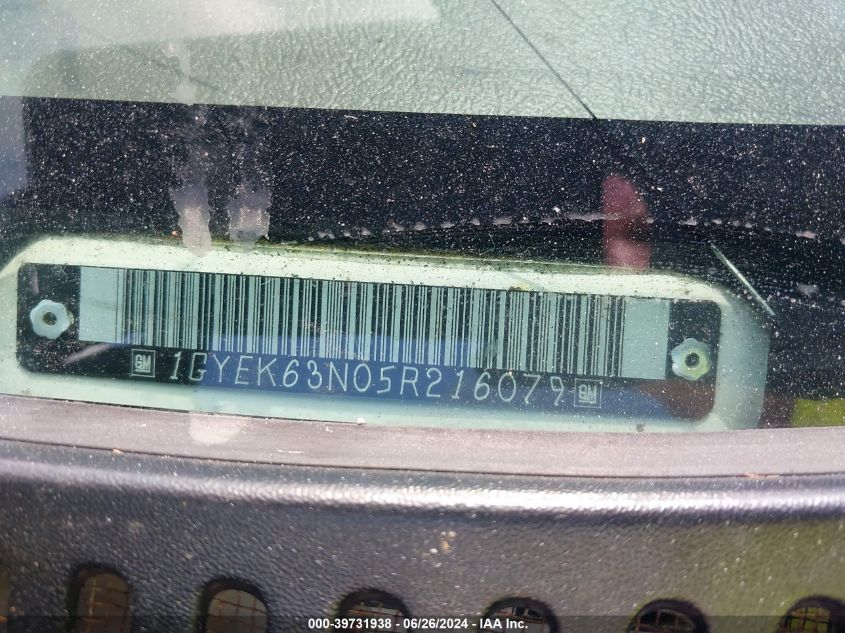 GM 1GYEK63N05R216079 GM
000-39731938 / 06/26/2024 - IAA Inc.